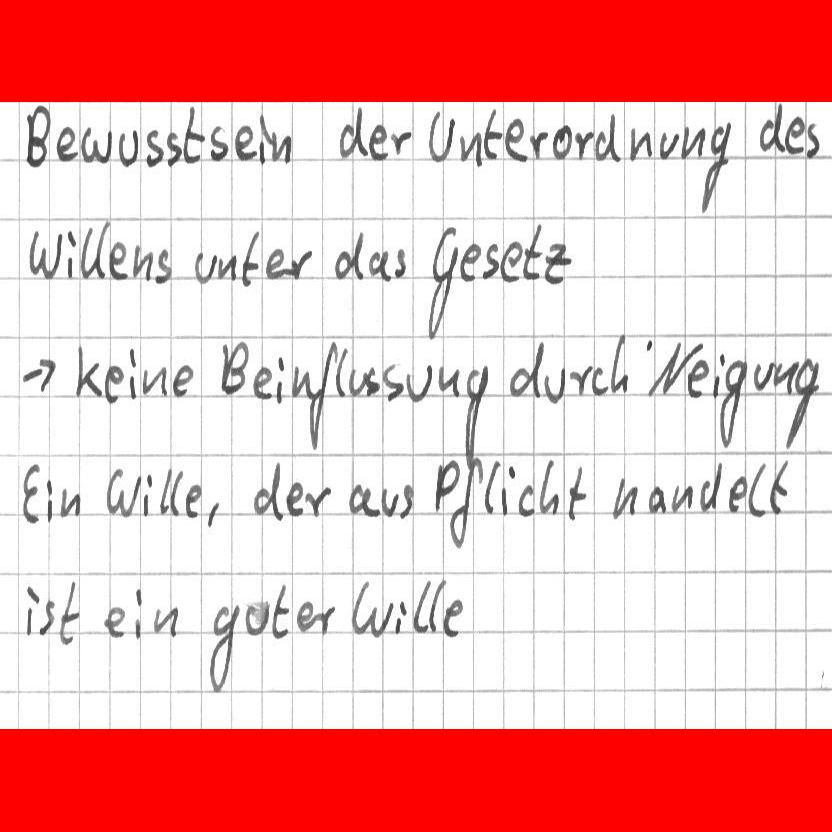 Bewusstsein der Unterordnung des
Willens unter das Gesetz
→ keine Beinflussung durch Neigung
Ein Wille, der aus Pflicht handelt
ist ein guter Wille